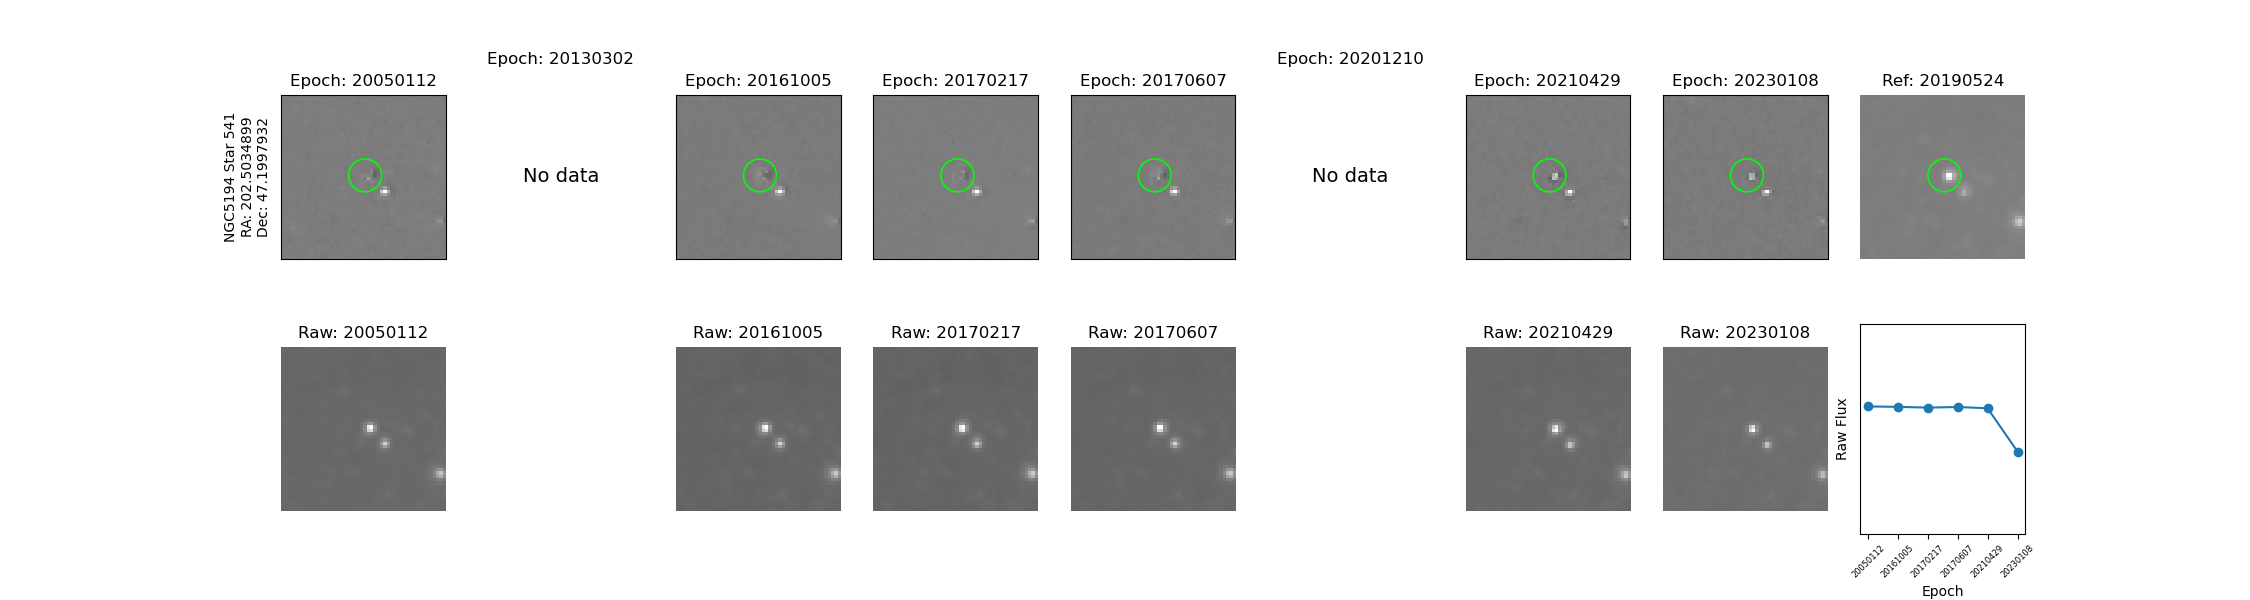 Epoch: 20130302
Epoch: 20201210
Epoch: 20050112
Epoch: 20161005
Epoch: 20170217
Epoch: 20170607
Epoch: 20210429
Epoch: 20230108
Ref: 20190524
NGC5194 Star 541
RA: 202.5034899
Dec: 47.1997932
No data
No data
Raw: 20050112
Raw: 20161005
Raw: 20170217
Raw: 20170607
Raw: 20210429
Raw: 20230108
Raw Flux
20050112
20161005
20170217
20170607
20210429
20230108
Epoch